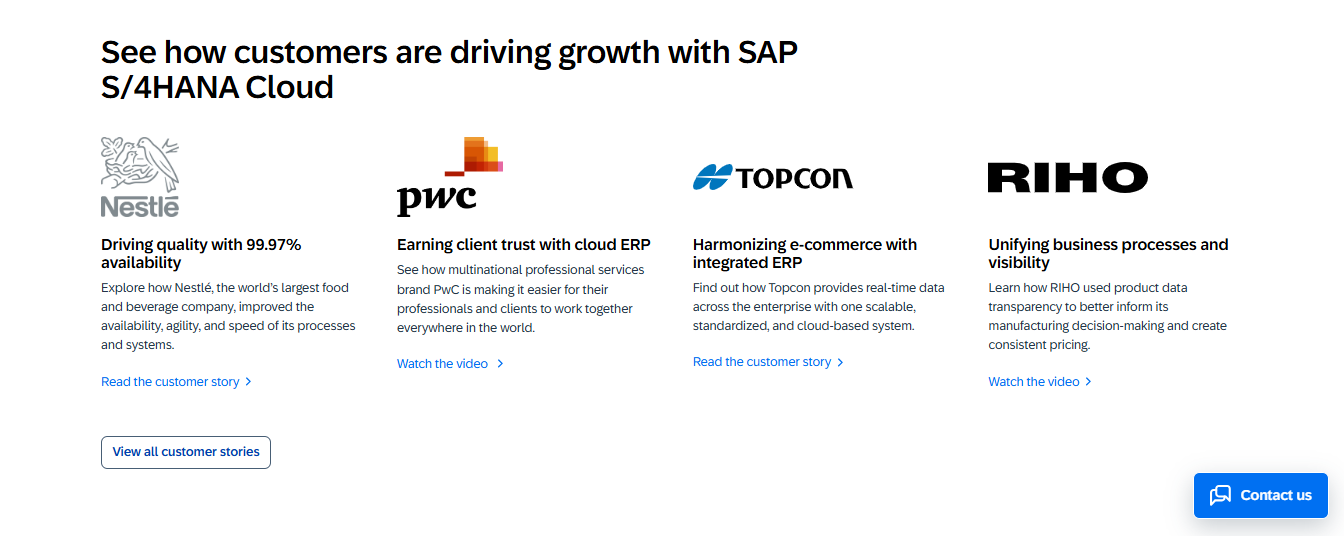 See how customers are driving growth with SAP
S/4HANA Cloud
Nestlé
Driving quality with 99.97%
availability
Explore how Nestlé, the world's largest food
and beverage company, improved the
availability, agility, and speed of its processes
and systems.
Read the customer story
pwc
Earning client trust with cloud ERP
See how multinational professional services
brand PwC is making it easier for their
professionals and clients to work together
everywhere in the world.
Watch the video
TOPCON
Harmonizing e-commerce with
integrated ERP
Find out how Topcon provides real-time data
across the enterprise with one scalable,
standardized, and cloud-based system.
Read the customer story
RIHO
Unifying business processes and
visibility
Learn how RIHO used product data
transparency to better inform its
manufacturing decision-making and create
consistent pricing.
Watch the video
View all customer stories
Contact us